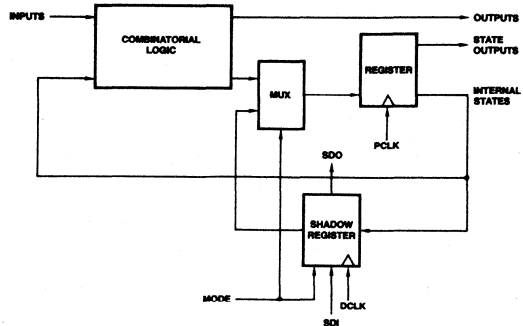 INPUTS
COMBINATORIAL
LOGIC
OUTPUTS
STATE
OUTPUTS
REGISTER
MUX
INTERNAL
STATES
PCLK
SDO
SHADOW
REGISTER
MODE
DCLK
SDI